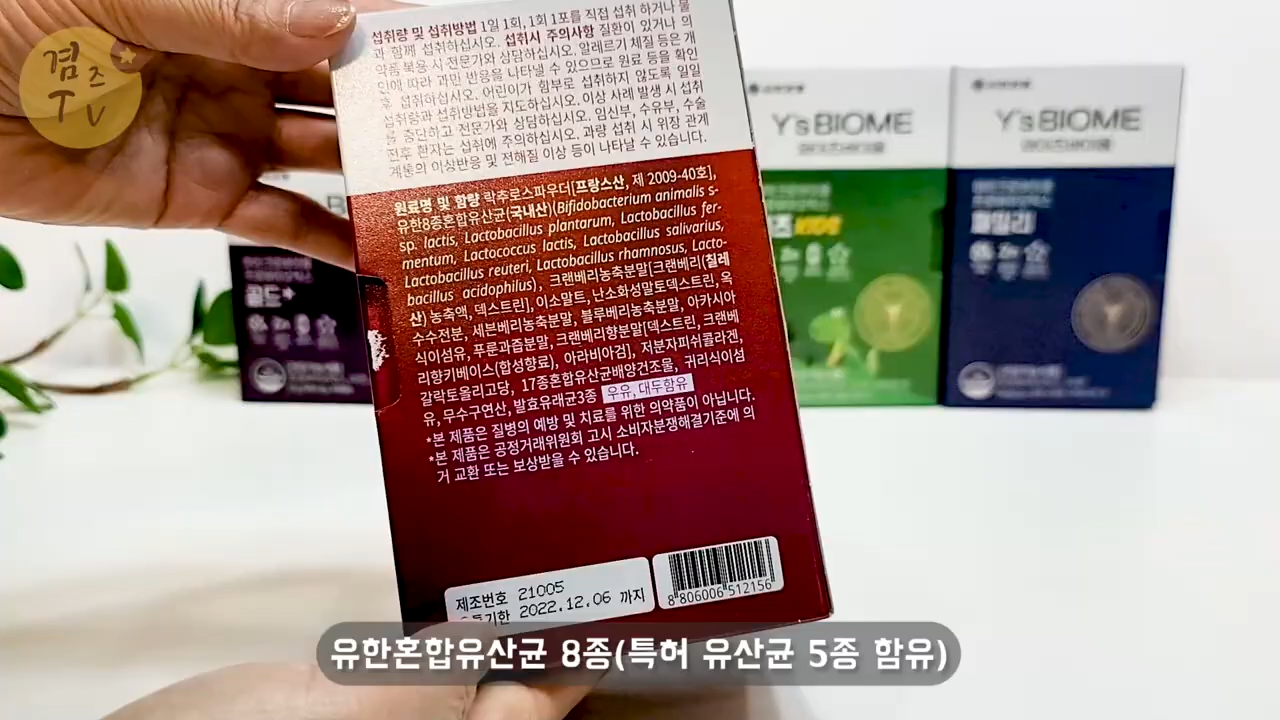 겸
즈
TV
섭취량 및 섭취방법 1일 1회, 1회 1포를 직접 섭취 하거나 물
과 함께 섭취하십시오. 섭취시 주의사항 질환이 있거나 의
약품 복용 시 전문가와 상담하십시오. 알레르기 체질 등은 개
인에 따라 과민 반응을 나타낼 수 있으므로 원료 등을 확인
후 섭취하십시오. 어린이가 함부로 섭취하지 않도록 일일
섭취량과 섭취방법을 지도하십시오. 이상 사례 발생 시 섭취
를 중단하고 전문가와 상담하십시오. 임산부, 수유부, 수술
전후 환자는 섭취에 주의하십시오. 과량 섭취 시 위장 관계
계통의 이상반응 및 전해질 이상 등이 나타날 수 있습니다.
원료명 및 함량 락추로스파우더[프랑스산, 제 2009-40호],
유한8종혼합유산균(국내산)(Bifidobacterium animalis s-
sp. lactis, Lactobacillus plantarum, Lactobacillus fer-
mentum, Lactococcus lactis, Lactobacillus salivarius,
Lactobacillus reuteri, Lactobacillus rhamnosus, Lacto-
bacillus acidophilus), 크랜베리농축분말[크랜베리(칠레
산) 농축액, 덱스트린], 이소말트, 난소화성말토덱스트린, 옥
수수전분, 세븐베리농축분말, 블루베리농축분말, 아카시아
식이섬유, 푸룬과즙분말, 크랜베리향분말[덱스트린, 크랜베
리향키베이스(합성향료), 아라비아검], 저분자피쉬콜라겐,
갈락토올리고당, 17종혼합유산균배양건조물, 귀리식이섬
유, 무수구연산, 발효유래균3종 우유, 대두함유
*본 제품은 질병의 예방 및 치료를 위한 의약품이 아닙니다.
*본 제품은 공정거래위원회 고시 소비자분쟁해결기준에 의
거 교환 또는 보상받을 수 있습니다.
제조번호 21005
2022.12.06 까지
8 806006 512156
Y's BIOME
와이즈바이옴
KIDS
Y's BIOME
와이즈바이옴
패밀리
골드+
유한혼합유산균 8종(특허 유산균 5종 함유)